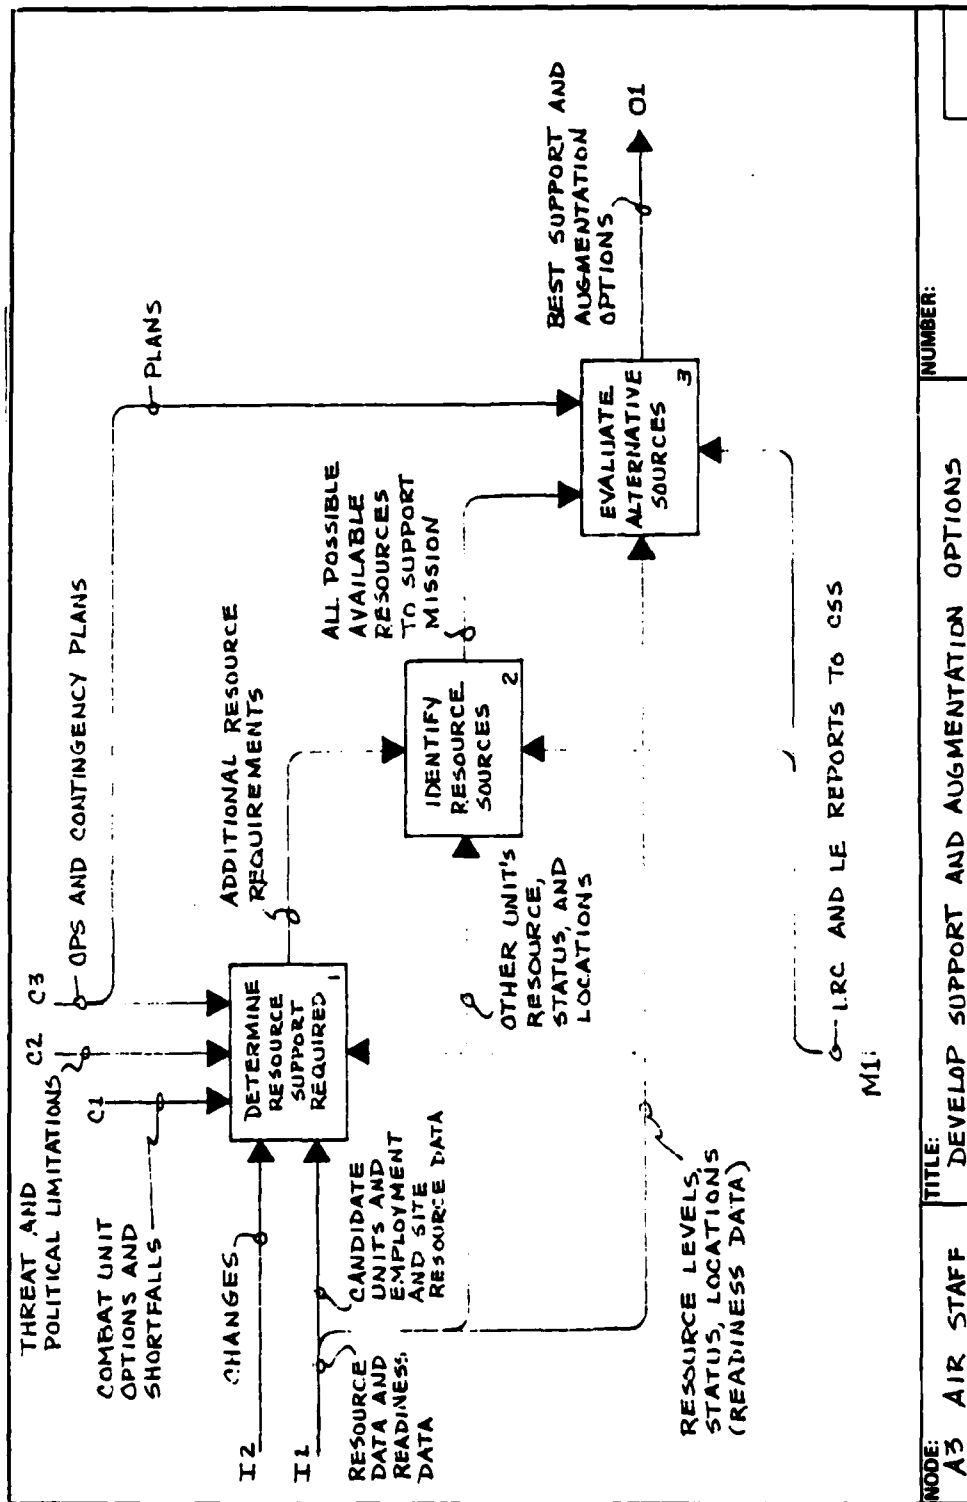 THREAT AND
POLITICAL LIMITATIONS
C2
C3
OPS AND CONTINGENCY PLANS
PLANS
COMBAT UNIT
OPTIONS AND
SHORTFALLS
C1
CHANGES
I2
I1
RESOURCE
DATA AND
READINESS
DATA
CANDIDATE
UNITS AND
EMPLOYMENT
AND SITE
RESOURCE DATA
DETERMINE
RESOURCE
SUPPORT
REQUIRED
1
ADDITIONAL RESOURCE
REQUIREMENTS
OTHER UNIT'S
RESOURCE,
STATUS, AND
LOCATIONS
IDENTIFY
RESOURCE
SOURCES
2
ALL POSSIBLE
AVAILABLE
RESOURCES
TO SUPPORT
MISSION
EVALUATE
ALTERNATIVE
SOURCES
3
BEST SUPPORT AND
AUGMENTATION
OPTIONS
O1
RESOURCE LEVELS,
STATUS, LOCATIONS
(READINESS DATA)
LRC AND LE REPORTS TO CSS
M1
NODE:
A3 AIR STAFF
TITLE:
DEVELOP SUPPORT AND AUGMENTATION OPTIONS
NUMBER: